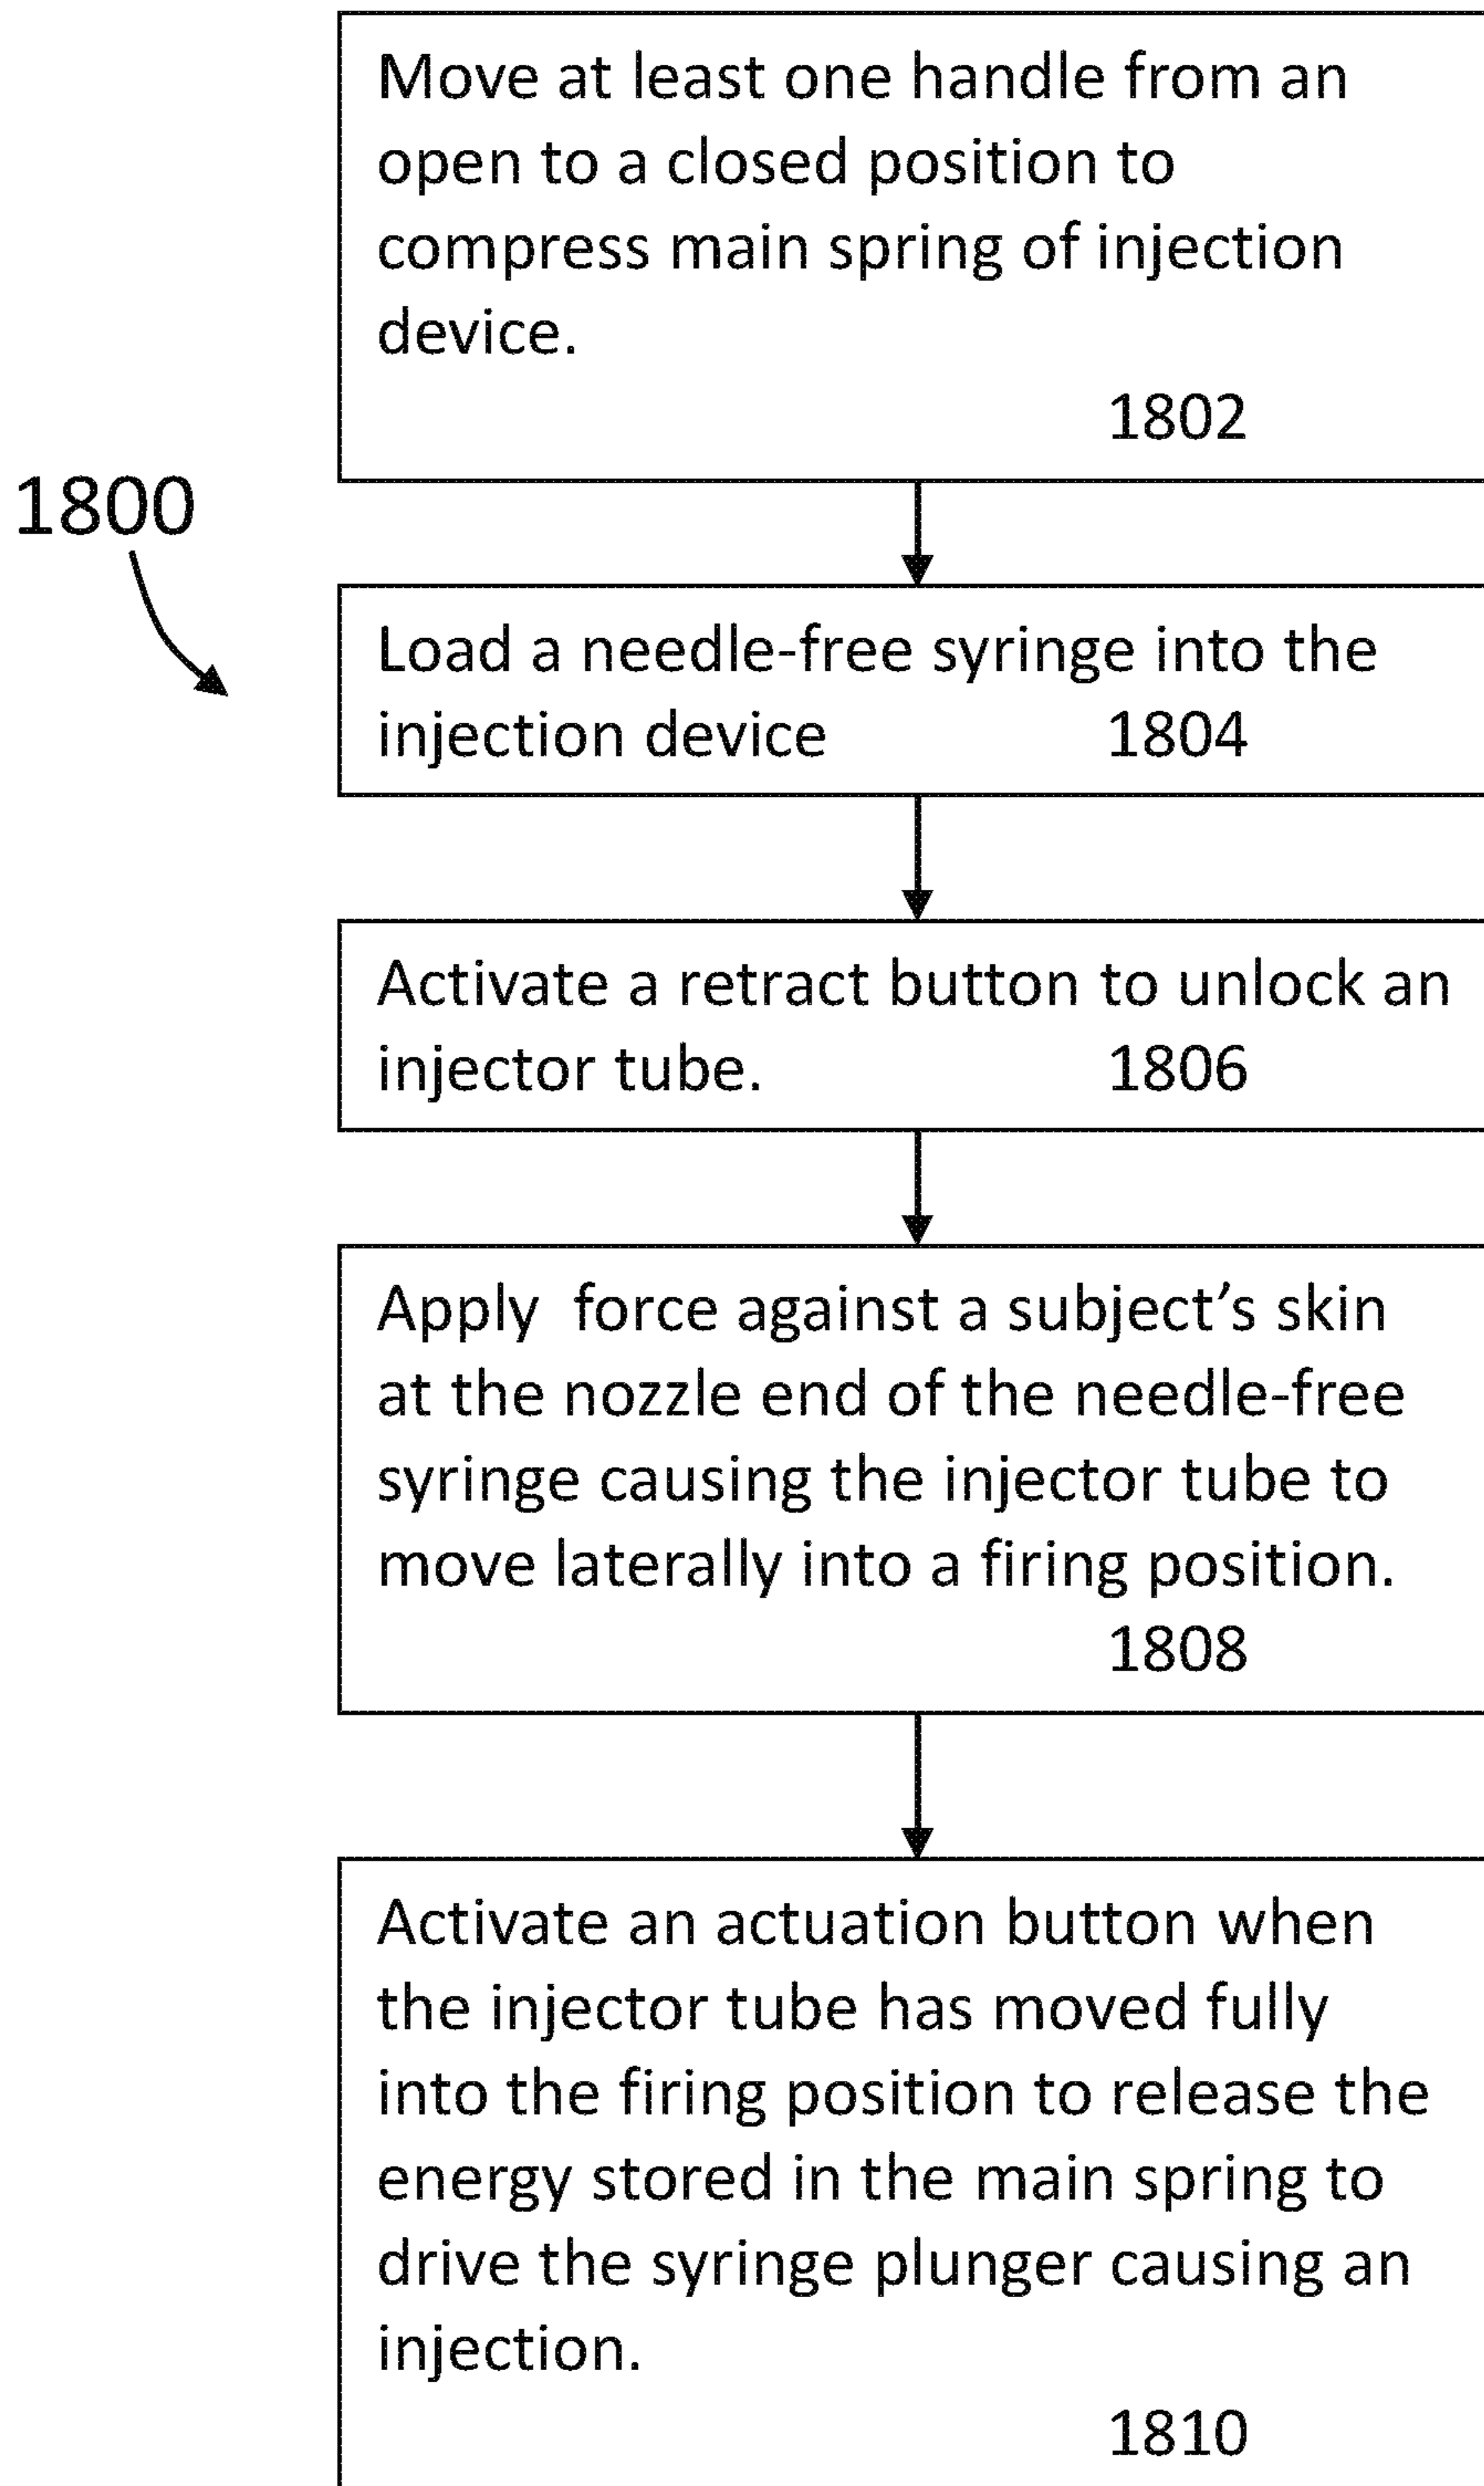 Move at least one handle from an
open to a closed position to
compress main spring of injection
device.
1802
1800
Load a needle-free syringe into the
injection device 1804
Activate a retract button to unlock an
injector tube. 1806
Apply force against a subject’s skin
at the nozzle end of the needle-free
syringe causing the injector tube to
move laterally into a firing position.
1808
Activate an actuation button when
the injector tube has moved fully
into the firing position to release the
energy stored in the main spring to
drive the syringe plunger causing an
injection.
1810